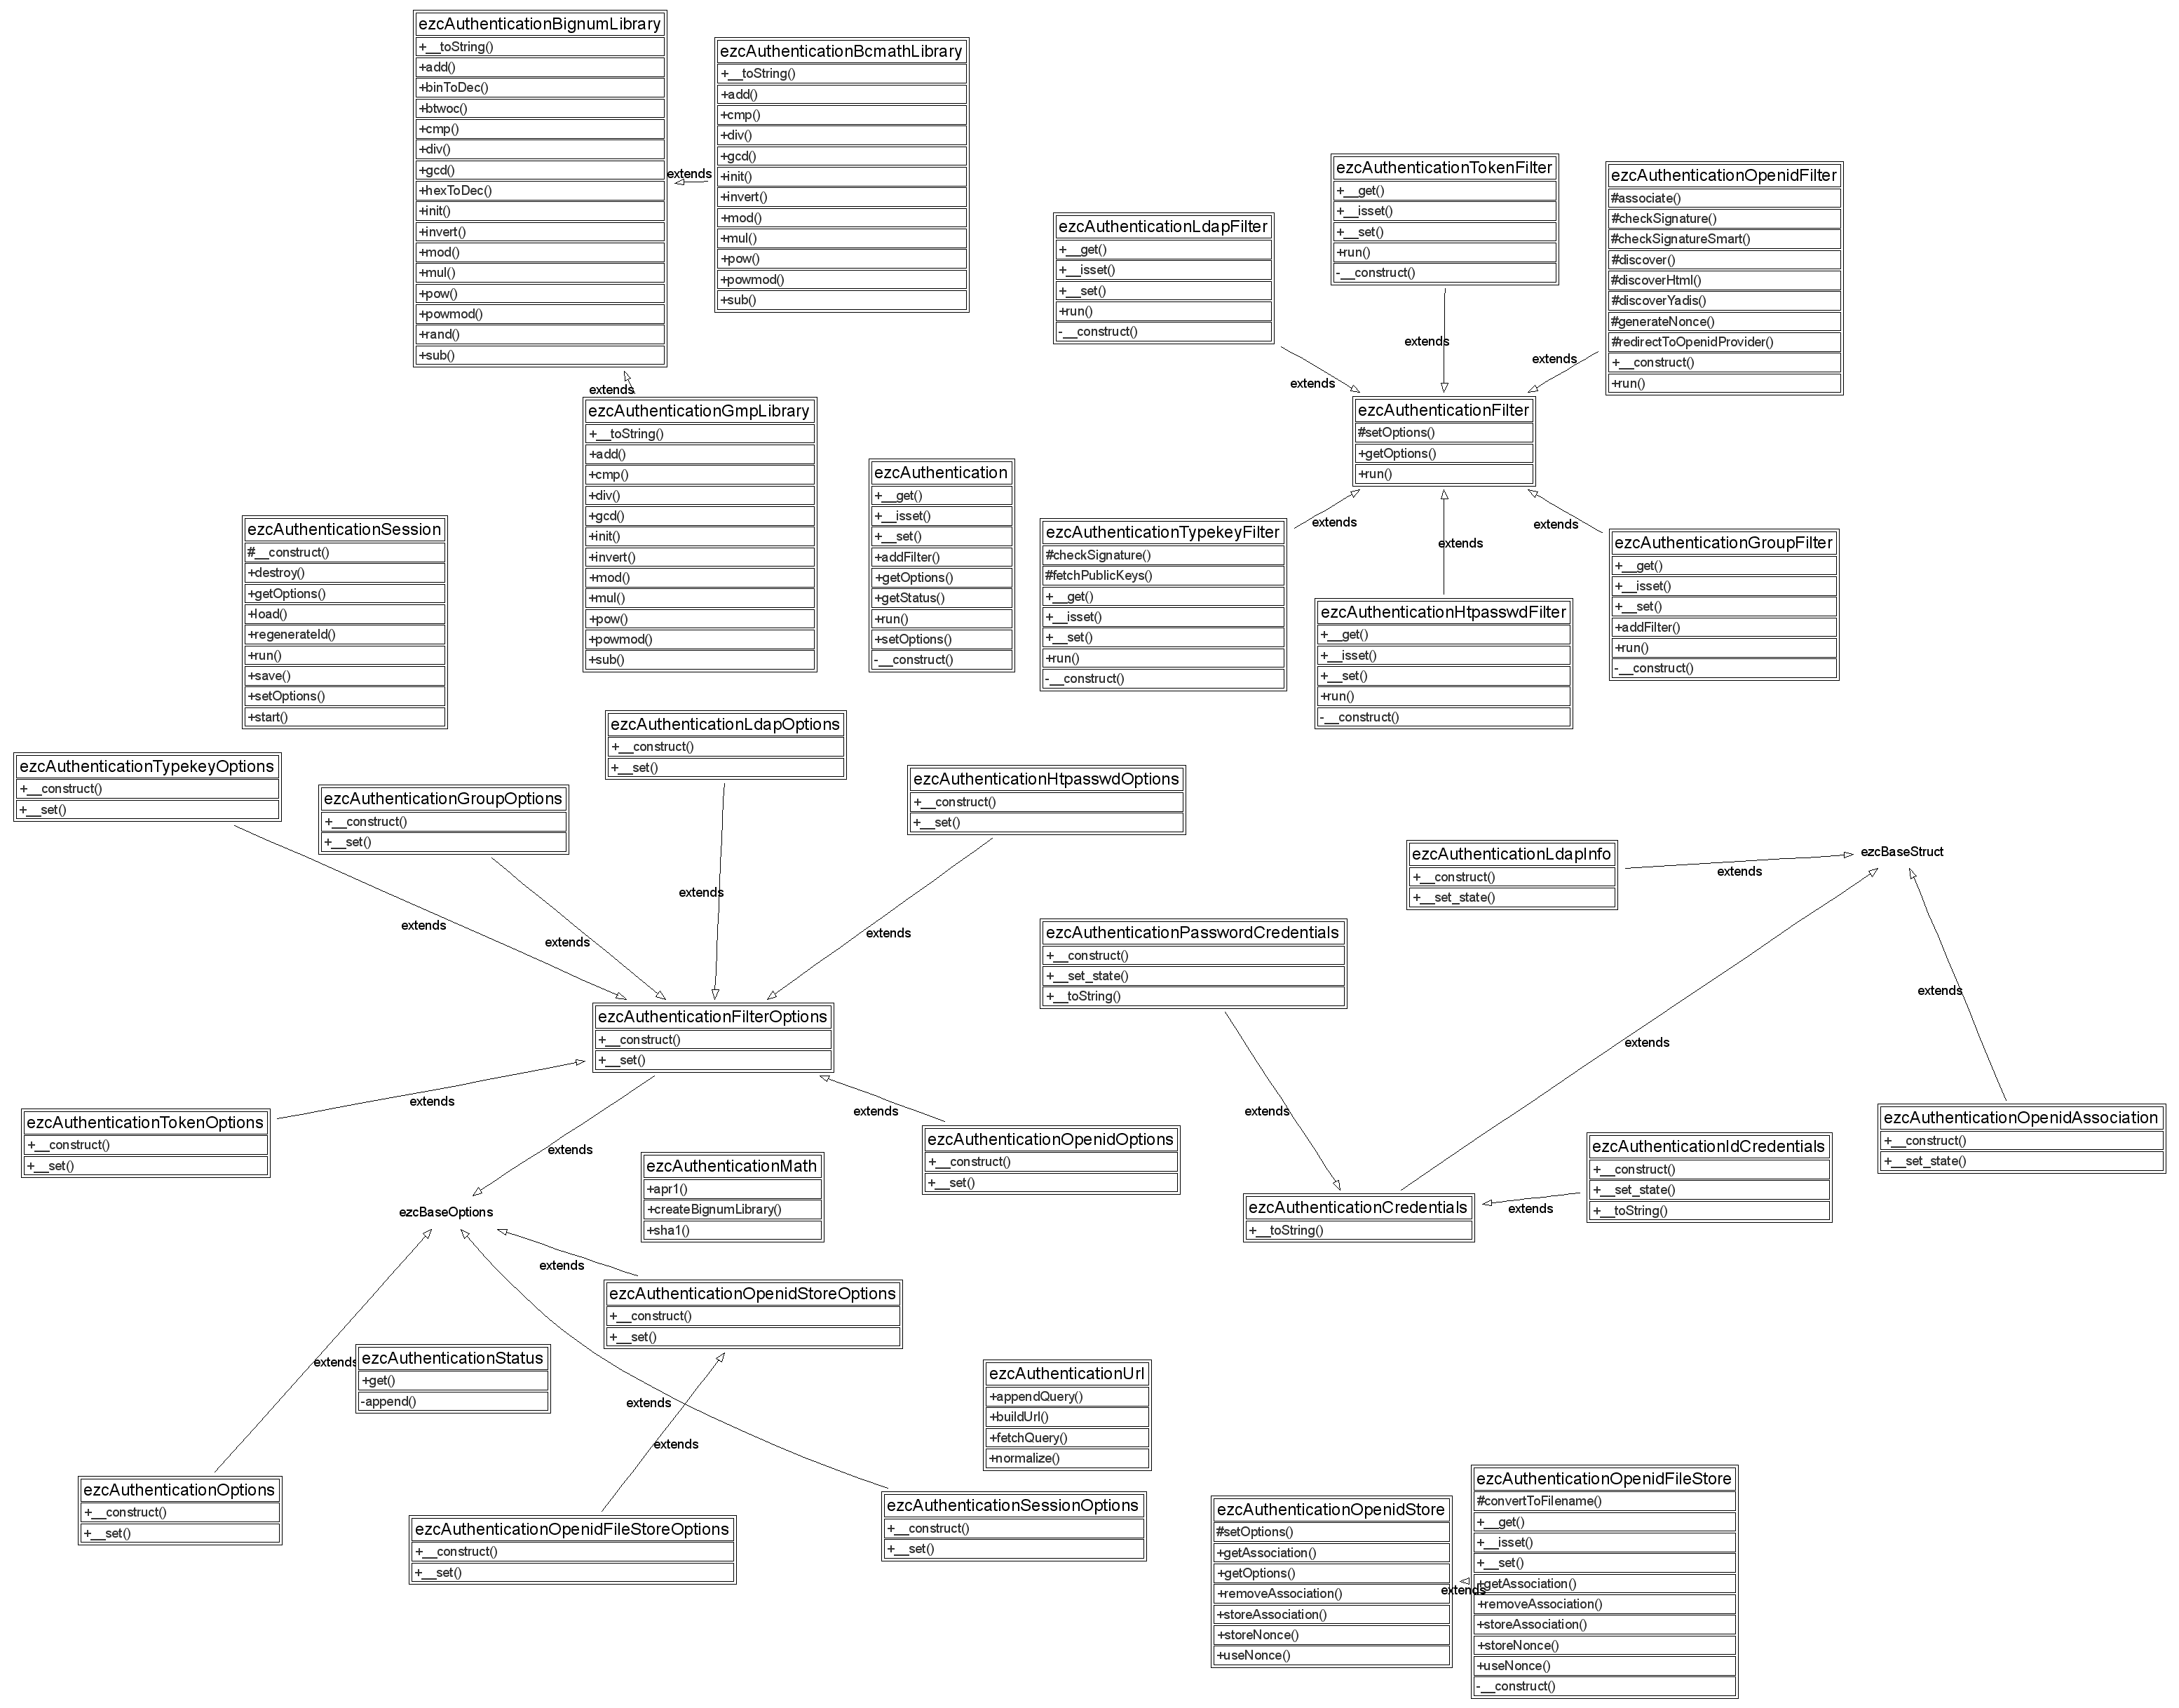 ezcAuthenticationBignumLibrary
+__toString()
+add()
+binToDec()
+btwoc()
+cmp()
+div()
+gcd()
+hexToDec()
+init()
+invert()
+mod()
+mul()
+pow()
+powmod()
+rand()
+sub()
ezcAuthenticationBcmathLibrary
+__toString()
+add()
+cmp()
+div()
+gcd()
+init()
+invert()
+mod()
+mul()
+pow()
+powmod()
+sub()
extends
extends
ezcAuthenticationGmpLibrary
+__toString()
+add()
+cmp()
+div()
+gcd()
+init()
+invert()
+mod()
+mul()
+pow()
+powmod()
+sub()
ezcAuthenticationLdapFilter
+__get()
+__isset()
+__set()
+run()
-__construct()
ezcAuthenticationTokenFilter
+__get()
+__isset()
+__set()
+run()
-__construct()
ezcAuthenticationOpenidFilter
#associate()
#checkSignature()
#checkSignatureSmart()
#discover()
#discoverHtml()
#discoverYadis()
#generateNonce()
#redirectToOpenidProvider()
+__construct()
+run()
extends
extends
extends
ezcAuthenticationFilter
#setOptions()
+getOptions()
+run()
extends
extends
extends
ezcAuthentication
+__get()
+__isset()
+__set()
+addFilter()
+getOptions()
+getStatus()
+run()
+setOptions()
-__construct()
ezcAuthenticationTypekeyFilter
#checkSignature()
#fetchPublicKeys()
+__get()
+__isset()
+__set()
+run()
-__construct()
ezcAuthenticationHtpasswdFilter
+__get()
+__isset()
+__set()
+run()
-__construct()
ezcAuthenticationGroupFilter
+__get()
+__isset()
+__set()
+addFilter()
+run()
-__construct()
ezcAuthenticationSession
#__construct()
+destroy()
+getOptions()
+load()
+regenerateId()
+run()
+save()
+setOptions()
+start()
ezcAuthenticationTypekeyOptions
+__construct()
+__set()
ezcAuthenticationGroupOptions
+__construct()
+__set()
ezcAuthenticationLdapOptions
+__construct()
+__set()
ezcAuthenticationHtpasswdOptions
+__construct()
+__set()
extends
extends
extends
extends
ezcAuthenticationFilterOptions
+__construct()
+__set()
ezcAuthenticationLdapInfo
+__construct()
+__set_state()
extends
ezcBaseStruct
ezcAuthenticationPasswordCredentials
+__construct()
+__set_state()
+__toString()
extends
extends
extends
ezcAuthenticationOpenidAssociation
+__construct()
+__set_state()
ezcAuthenticationIdCredentials
+__construct()
+__set_state()
+__toString()
extends
ezcAuthenticationCredentials
+__toString()
ezcAuthenticationTokenOptions
+__construct()
+__set()
extends
extends
extends
ezcAuthenticationOpenidOptions
+__construct()
+__set()
ezcAuthenticationMath
+apr1()
+createBignumLibrary()
+sha1()
ezcBaseOptions
extends
ezcAuthenticationOpenidStoreOptions
+__construct()
+__set()
extends
ezcAuthenticationStatus
+get()
-append()
extends
extends
ezcAuthenticationUrl
+appendQuery()
+buildUrl()
+fetchQuery()
+normalize()
ezcAuthenticationOptions
+__construct()
+__set()
ezcAuthenticationOpenidFileStoreOptions
+__construct()
+__set()
ezcAuthenticationSessionOptions
+__construct()
+__set()
ezcAuthenticationOpenidStore
#setOptions()
+getAssociation()
+getOptions()
+removeAssociation()
+storeAssociation()
+storeNonce()
+useNonce()
extends
ezcAuthenticationOpenidFileStore
#convertToFilename()
+__get()
+__isset()
+__set()
+getAssociation()
+removeAssociation()
+storeAssociation()
+storeNonce()
+useNonce()
-__construct()